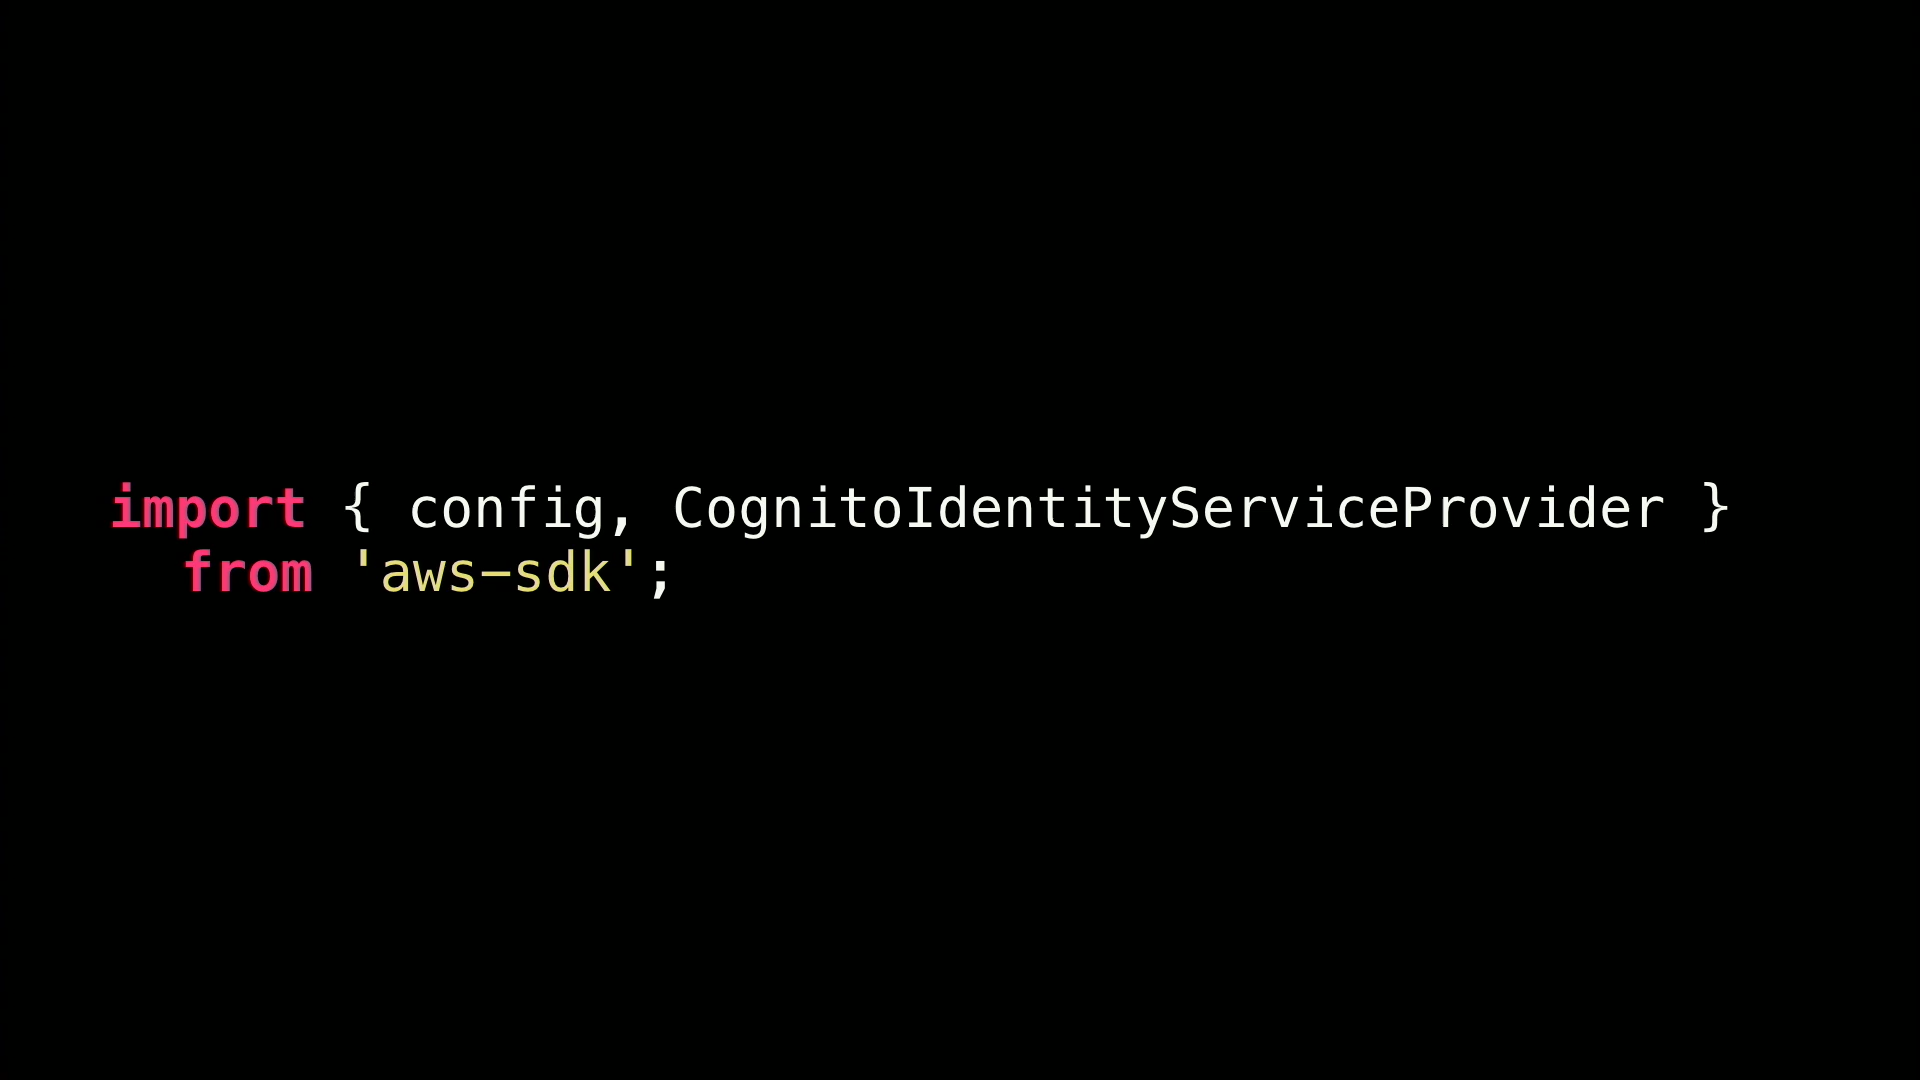 import { config, CognitoIdentityServiceProvider }
from 'aws-sdk';